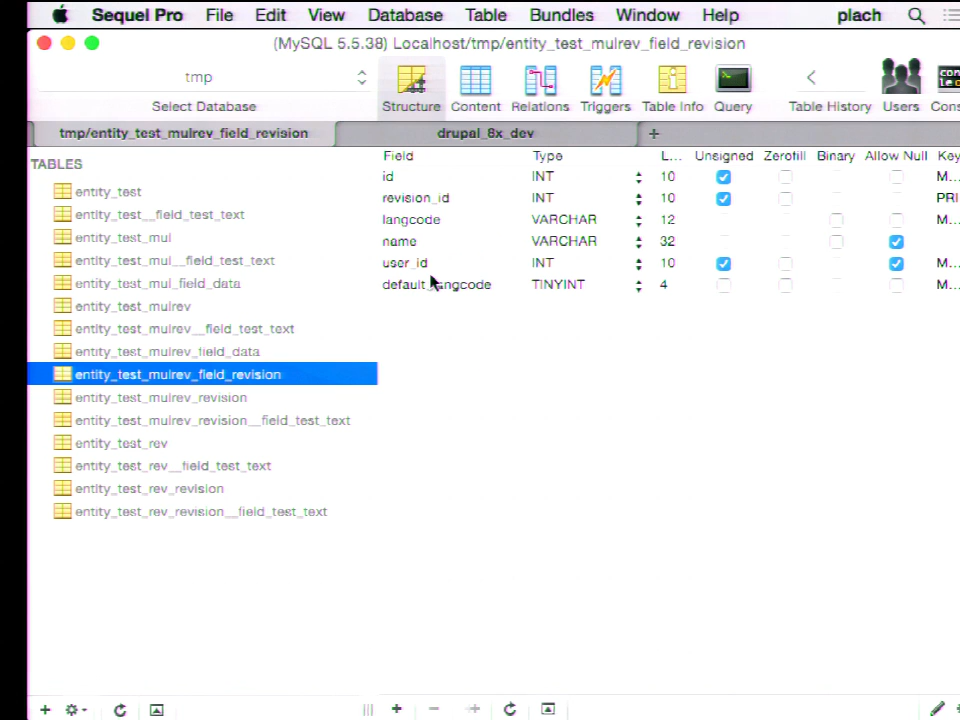 Sequel Pro File Edit View Database Table Bundles Window Help plach
(MySQL 5.5.38) Localhost/tmp/entity_test_mulrev_field_revision
tmp
Select Database Structure Content Relations Triggers Table Info Query Table History Users Cons
tmp/entity_test_mulrev_field_revision drupal_8x_dev +
TABLES
entity_test
entity_test__field_test_text
entity_test_mul
entity_test_mul__field_test_text
entity_test_mul_field_data
entity_test_mulrev
entity_test_mulrev__field_test_text
entity_test_mulrev_field_data
entity_test_mulrev_field_revision
entity_test_mulrev_revision
entity_test_mulrev_revision__field_test_text
entity_test_rev
entity_test_rev__field_test_text
entity_test_rev_revision
entity_test_rev_revision__field_test_text
Field Type L... Unsigned Zerofill Binary Allow Null Key
id INT 10 M...
revision_id INT 10 PRI
langcode VARCHAR 12 M...
name VARCHAR 32
user_id INT 10 M...
default_langcode TINYINT 4 M...